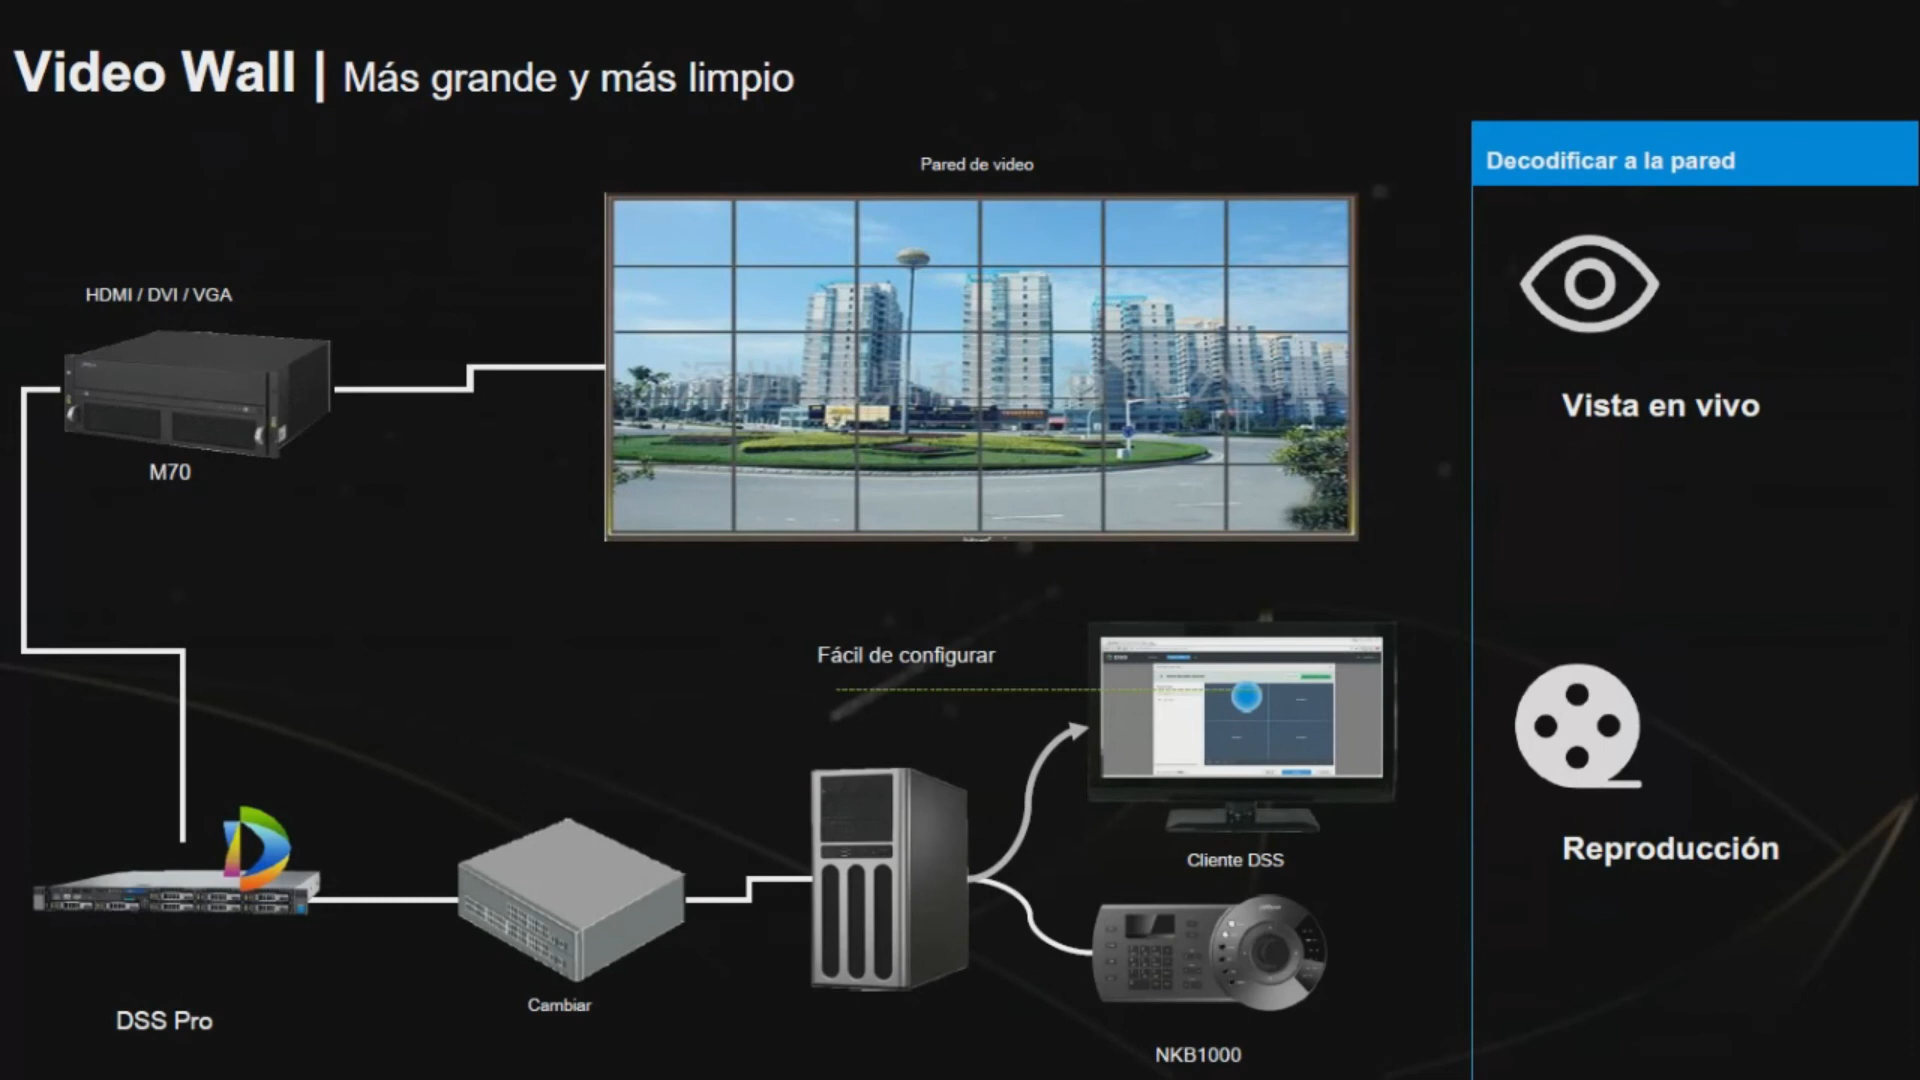 Video Wall | Más grande y más limpio
Pared de video
Decodificar a la pared
HDMI / DVI / VGA
M70
Vista en vivo
Fácil de configurar
Cliente DSS
Reproducción
Cambiar
DSS Pro
NKB1000